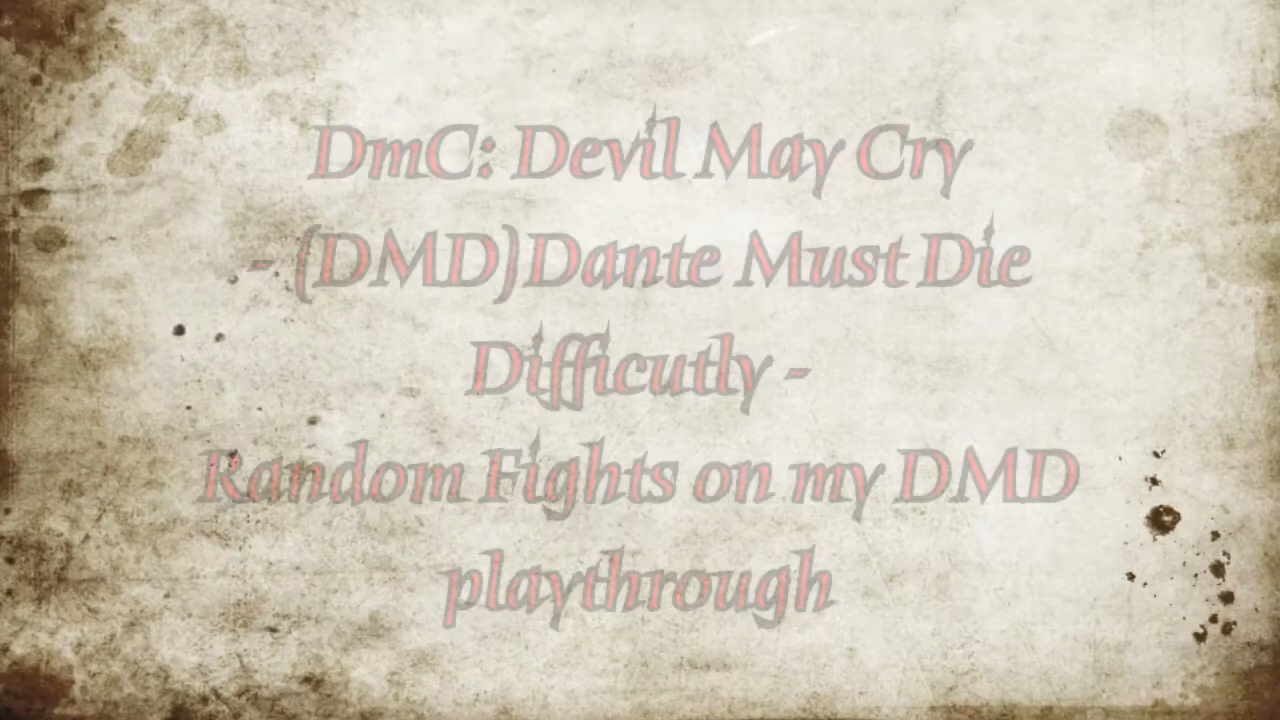 DmC: Devil May Cry
- (DMD)Dante Must Die
Difficutly -
Random Fights on my DMD
playthrough